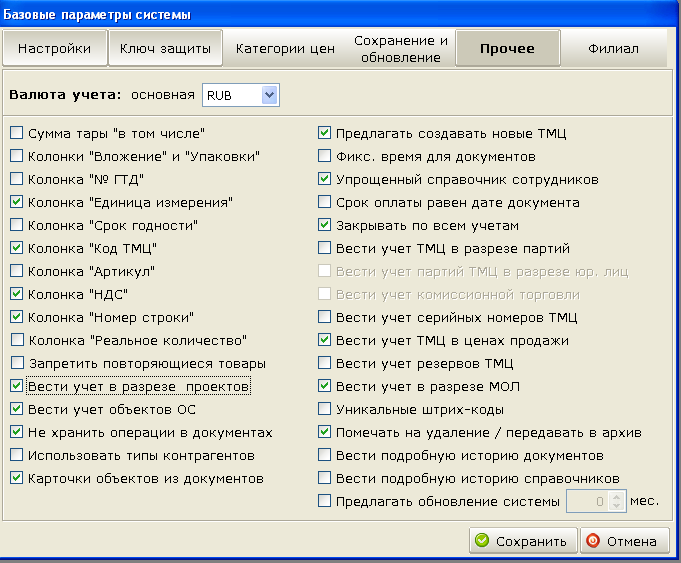 Базовые параметры системы
Настройки
Ключ защиты
Категории цен
Сохранение и
обновление
Прочее
Филиал
Валюта учета: основная RUB
Сумма тары "в том числе"
Колонки "Вложение" и "Упаковки"
Колонка "№ ГТД"
Колонка "Единица измерения"
Колонка "Срок годности"
Колонка "Код ТМЦ"
Колонка "Артикул"
Колонка "НДС"
Колонка "Номер строки"
Колонка "Реальное количество"
Запретить повторяющиеся товары
Вести учет в разрезе  проектов
Вести учет объектов ОС
Не хранить операции в документах
Использовать типы контрагентов
Карточки объектов из документов
Предлагать создавать новые ТМЦ
Фикс. время для документов
Упрощенный справочник сотрудников
Срок оплаты равен дате документа
Закрывать по всем учетам
Вести учет ТМЦ в разрезе партий
Вести учет партий ТМЦ в разрезе юр. лиц
Вести учет комиссионной торговли
Вести учет серийных номеров ТМЦ
Вести учет ТМЦ в ценах продажи
Вести учет резервов ТМЦ
Вести учет в разрезе МОЛ
Уникальные штрих-коды
Помечать на удаление / передавать в архив
Вести подробную историю документов
Вести подробную историю справочников
Предлагать обновление системы 0 мес.
Сохранить
Отмена